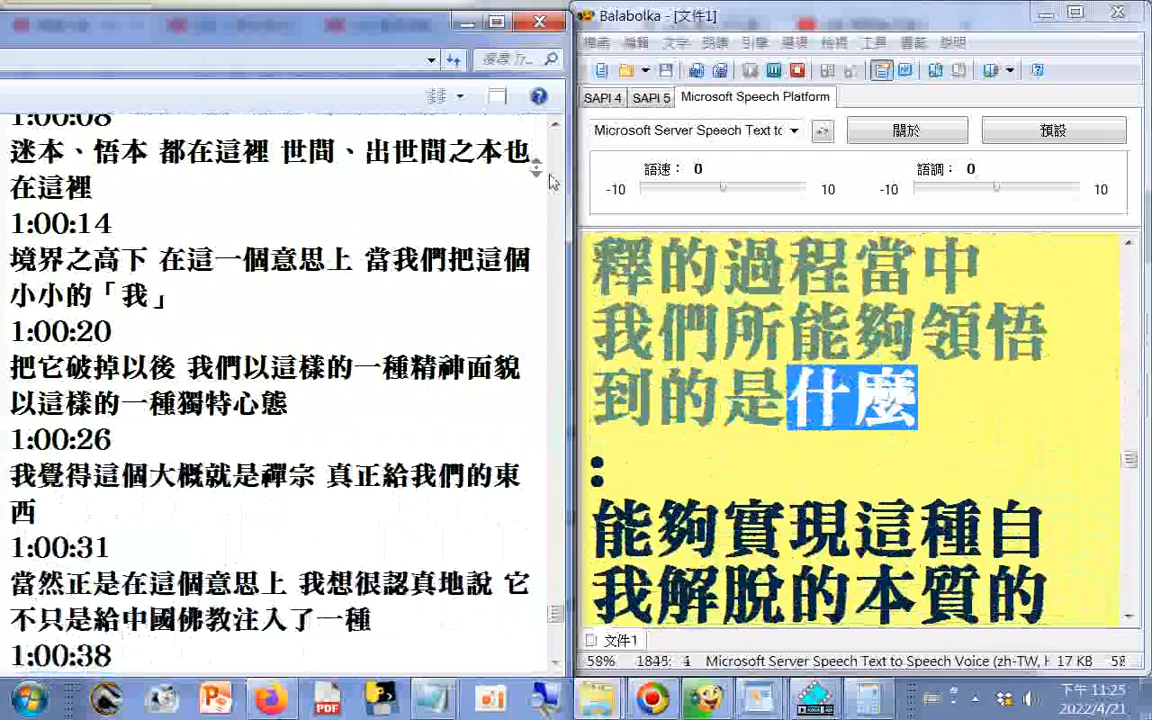 1:00:08
迷本、悟本 都在這裡 世間、出世間之本也
在這裡
1:00:14
境界之高下 在這一個意思上 當我們把這個
小小的「我」
1:00:20
把它破掉以後 我們以這樣的一種精神面貌
以這樣的一種獨特心態
1:00:26
我覺得這個大概就是禪宗 真正給我們的東
西
1:00:31
當然正是在這個意思上 我想很認真地說 它
不只是給中國佛教注入了一種
1:00:38
Balabolka - [文件1]
檔案 編輯 文字 朗讀 引擎 選項 檢視 工具 書籤 說明
SAPI 4 SAPI 5 Microsoft Speech Platform
Microsoft Server Speech Text to
關於
預設
語速： 0
-10 10
語調： 0
-10 10
釋的過程當中
我們所能夠領悟
到的是什麼
：
能夠實現這種自
我解脫的本質的
文件1
58% 1845: 4 Microsoft Server Speech Text to Speech Voice (zh-TW, 17 KB
PDF
下午 11:25
2022/4/21